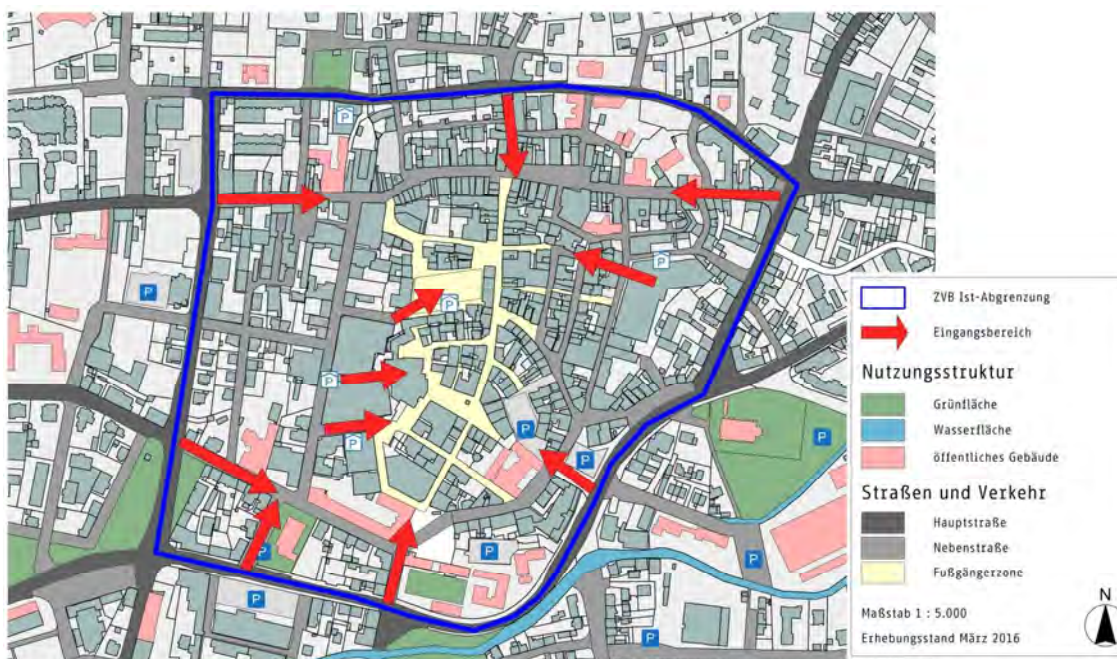 ZVB Ist-Abgrenzung
Eingangsbereich
Nutzungsstruktur
Grünfläche
Wasserfläche
öffentliches Gebäude
Straßen und Verkehr
Hauptstraße
Nebenstraße
Fußgängerzone
Maßstab 1 : 5.000
Erhebungsstand März 2016
N
P
P
P
P
P
P
P
P
P
P
P
P
P
P